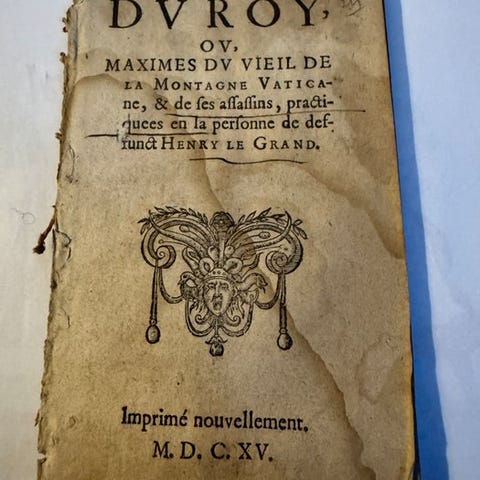 DVROY,
OV,
MAXIMES DV VIEIL DE
LA MONTAGNE VATICA-
ne, & de ſes aſſaſſins, practi-
quees en la perſonne de def-
funct HENRY LE GRAND.
Imprimé nouvellement.
M. D. C. XV.